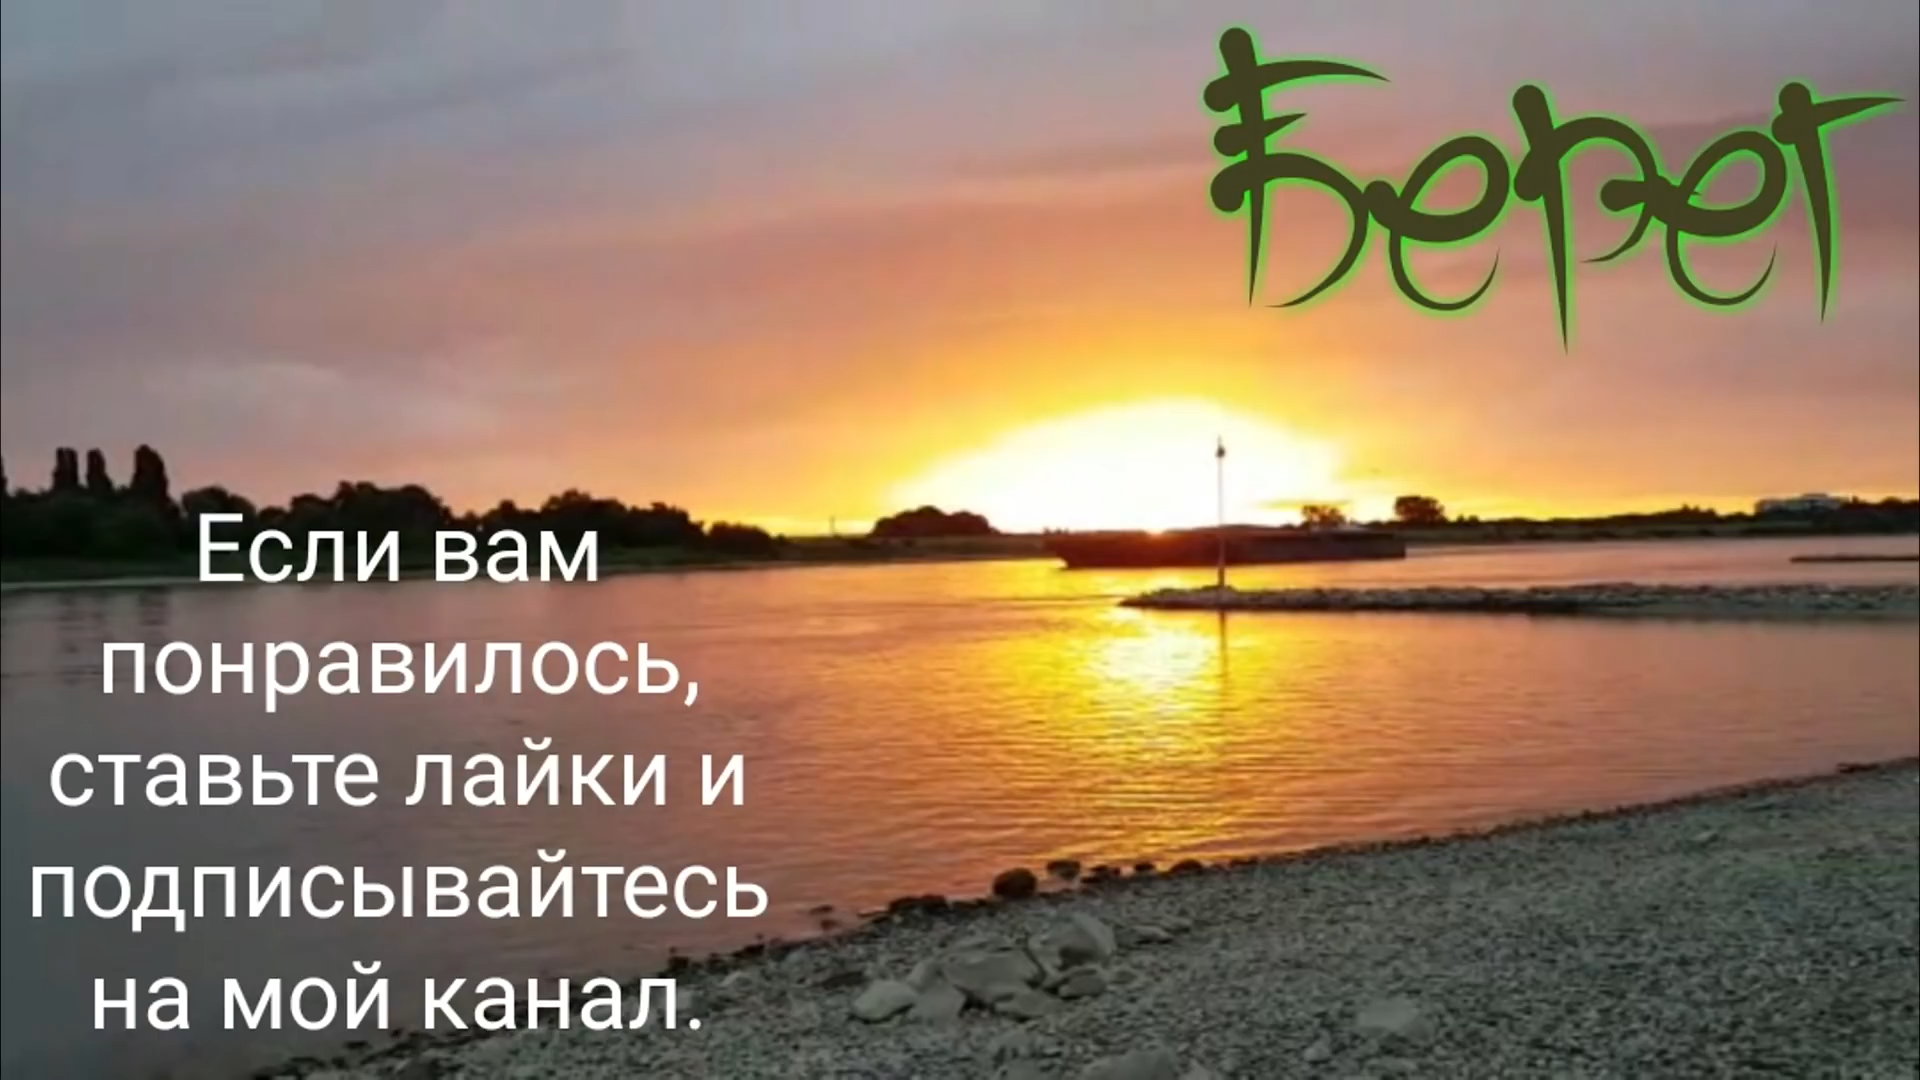 Берег
Если вам
понравилось,
ставьте лайки и
подписывайтесь
на мой канал.